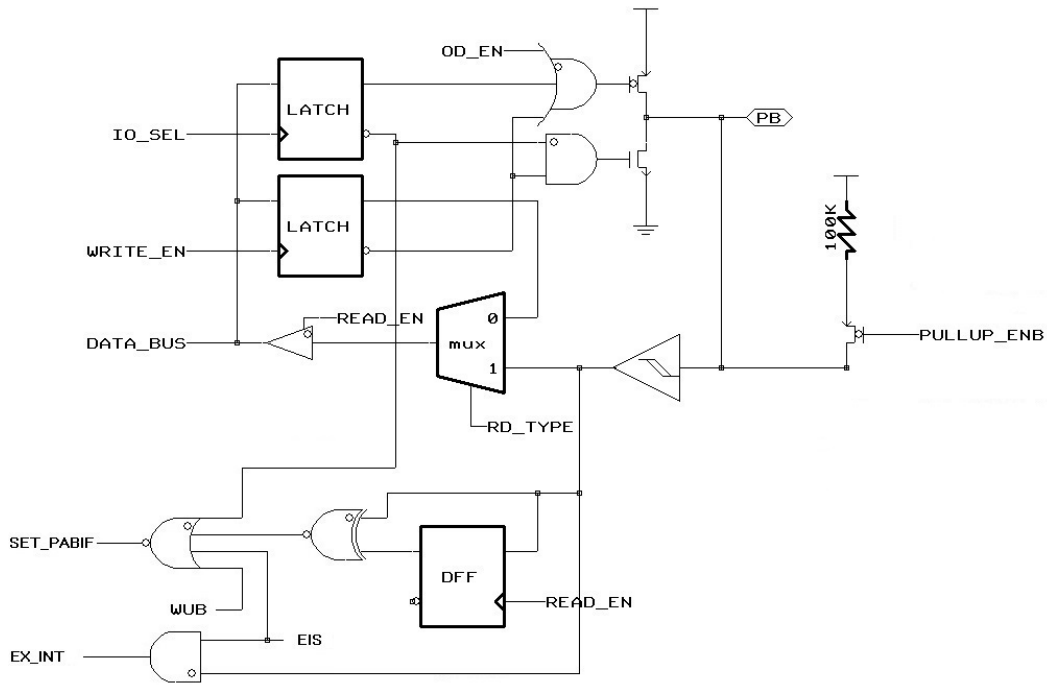 OD_EN
LATCH
PB
IO_SEL
LATCH
100K
WRITE_EN
READ_EN
0
DATA_BUS
mux
PULLUP_ENB
1
RD_TYPE
SET_PABIF
DFF
READ_EN
WUB
EIS
EX_INT